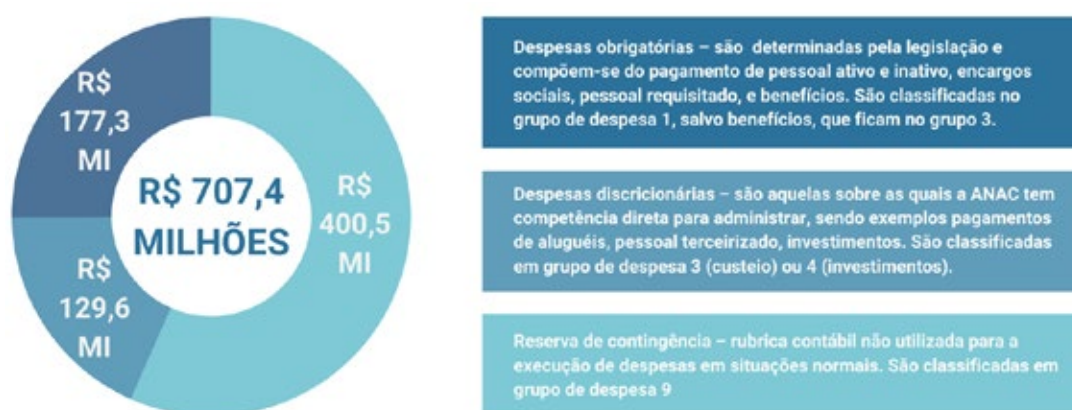 R$
177,3
MI
R$
129,6
MI
R$ 707,4
MILHÕES
R$
400,5
MI
Despesas obrigatórias – são determinadas pela legislação e
compõem-se do pagamento de pessoal ativo e inativo, encargos
sociais, pessoal requisitado, e benefícios. São classificadas no
grupo de despesa 1, salvo benefícios, que ficam no grupo 3.
Despesas discricionárias – são aquelas sobre as quais a ANAC tem
competência direta para administrar, sendo exemplos pagamentos
de aluguéis, pessoal terceirizado, investimentos. São classificadas
em grupo de despesa 3 (custeio) ou 4 (investimentos).
Reserva de contingência – rubrica contábil não utilizada para a
execução de despesas em situações normais. São classificadas em
grupo de despesa 9